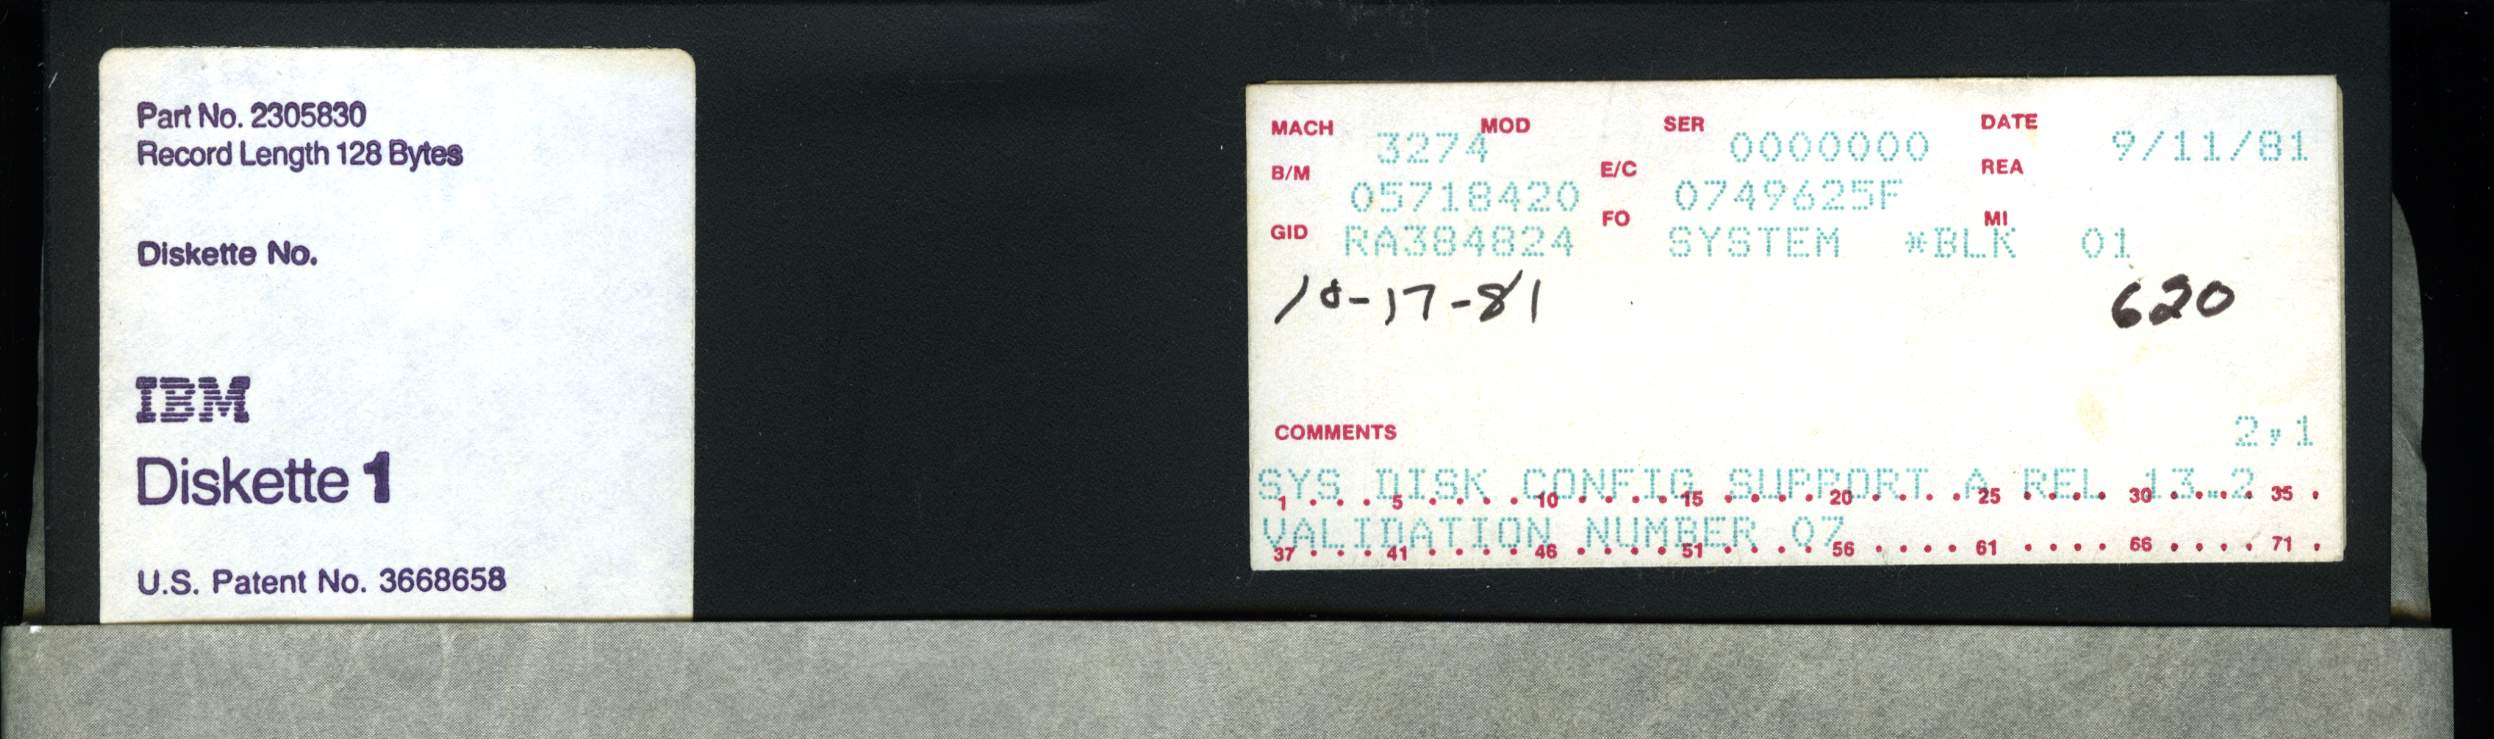 Part No. 2305830
Record Length 128 Bytes
Diskette No.
IBM
Diskette 1
U.S. Patent No. 3668658
MACH 3274 MOD SER 0000000 DATE 9/11/81
B/M 05718420 E/C 0749625F REA
GID RA384824 FO SYSTEM *BLK MI 01
10-17-81 620
COMMENTS 2,1
SYS DISK CONFIG SUPPORT A REL 13.2
1 . . . 5 . . . . 10 . . . . 15 . . . . 20 . . . . 25 . . . . 30 . . . . 35 .
VALIDATION NUMBER 07
37 . . . 41 . . . . 46 . . . . 51 . . . . 56 . . . . 61 . . . . 66 . . . . 71 .